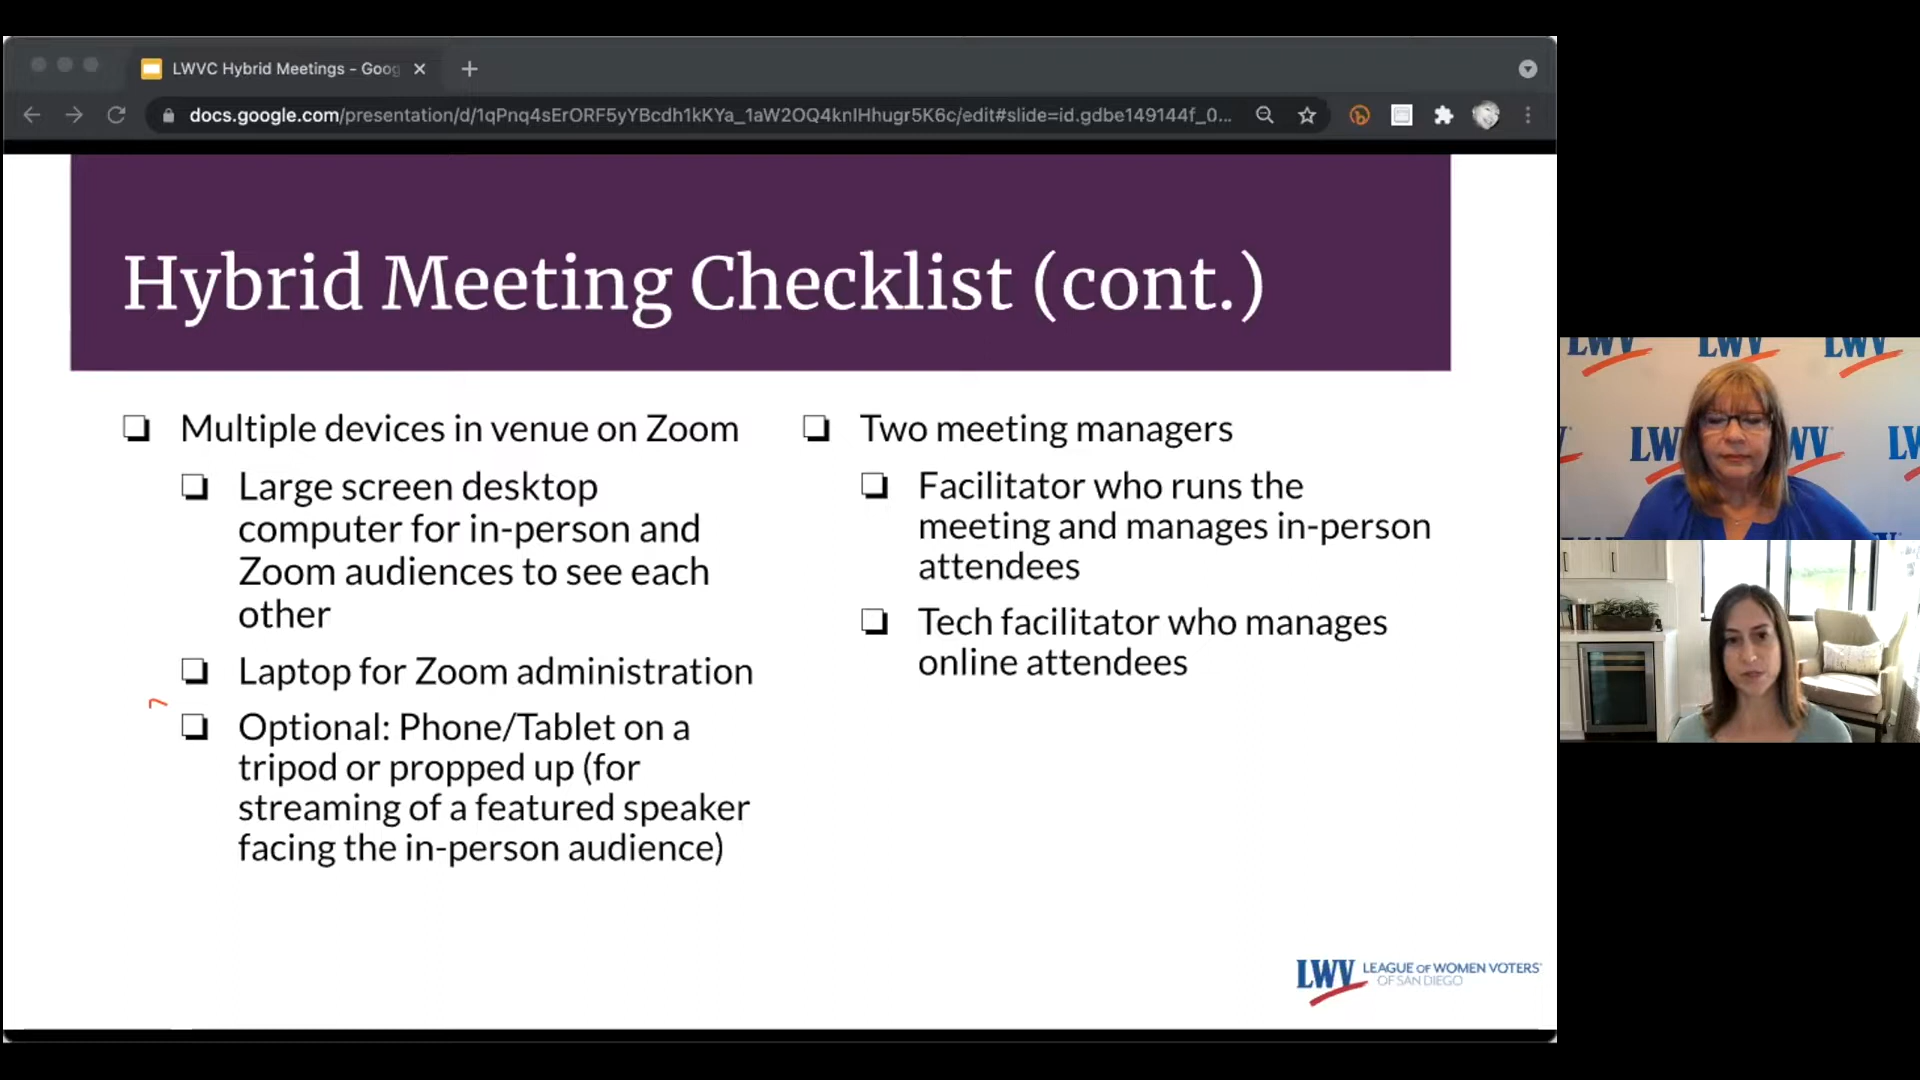 LWVC Hybrid Meetings - Goog
docs.google.com/presentation/d/1qPnq4sErORF5yYBcdh1kKYa_1aW2OQ4knIHhugr5K6c/edit#slide=id.gdbe149144f_0...
Hybrid Meeting Checklist (cont.)
Multiple devices in venue on Zoom
Large screen desktop
computer for in-person and
Zoom audiences to see each
other
Laptop for Zoom administration
Optional: Phone/Tablet on a
tripod or propped up (for
streaming of a featured speaker
facing the in-person audience)
Two meeting managers
Facilitator who runs the
meeting and manages in-person
attendees
Tech facilitator who manages
online attendees
LWV LEAGUE OF WOMEN VOTERS®
OF SAN DIEGO
LWV LWV LWV
LW WV LW